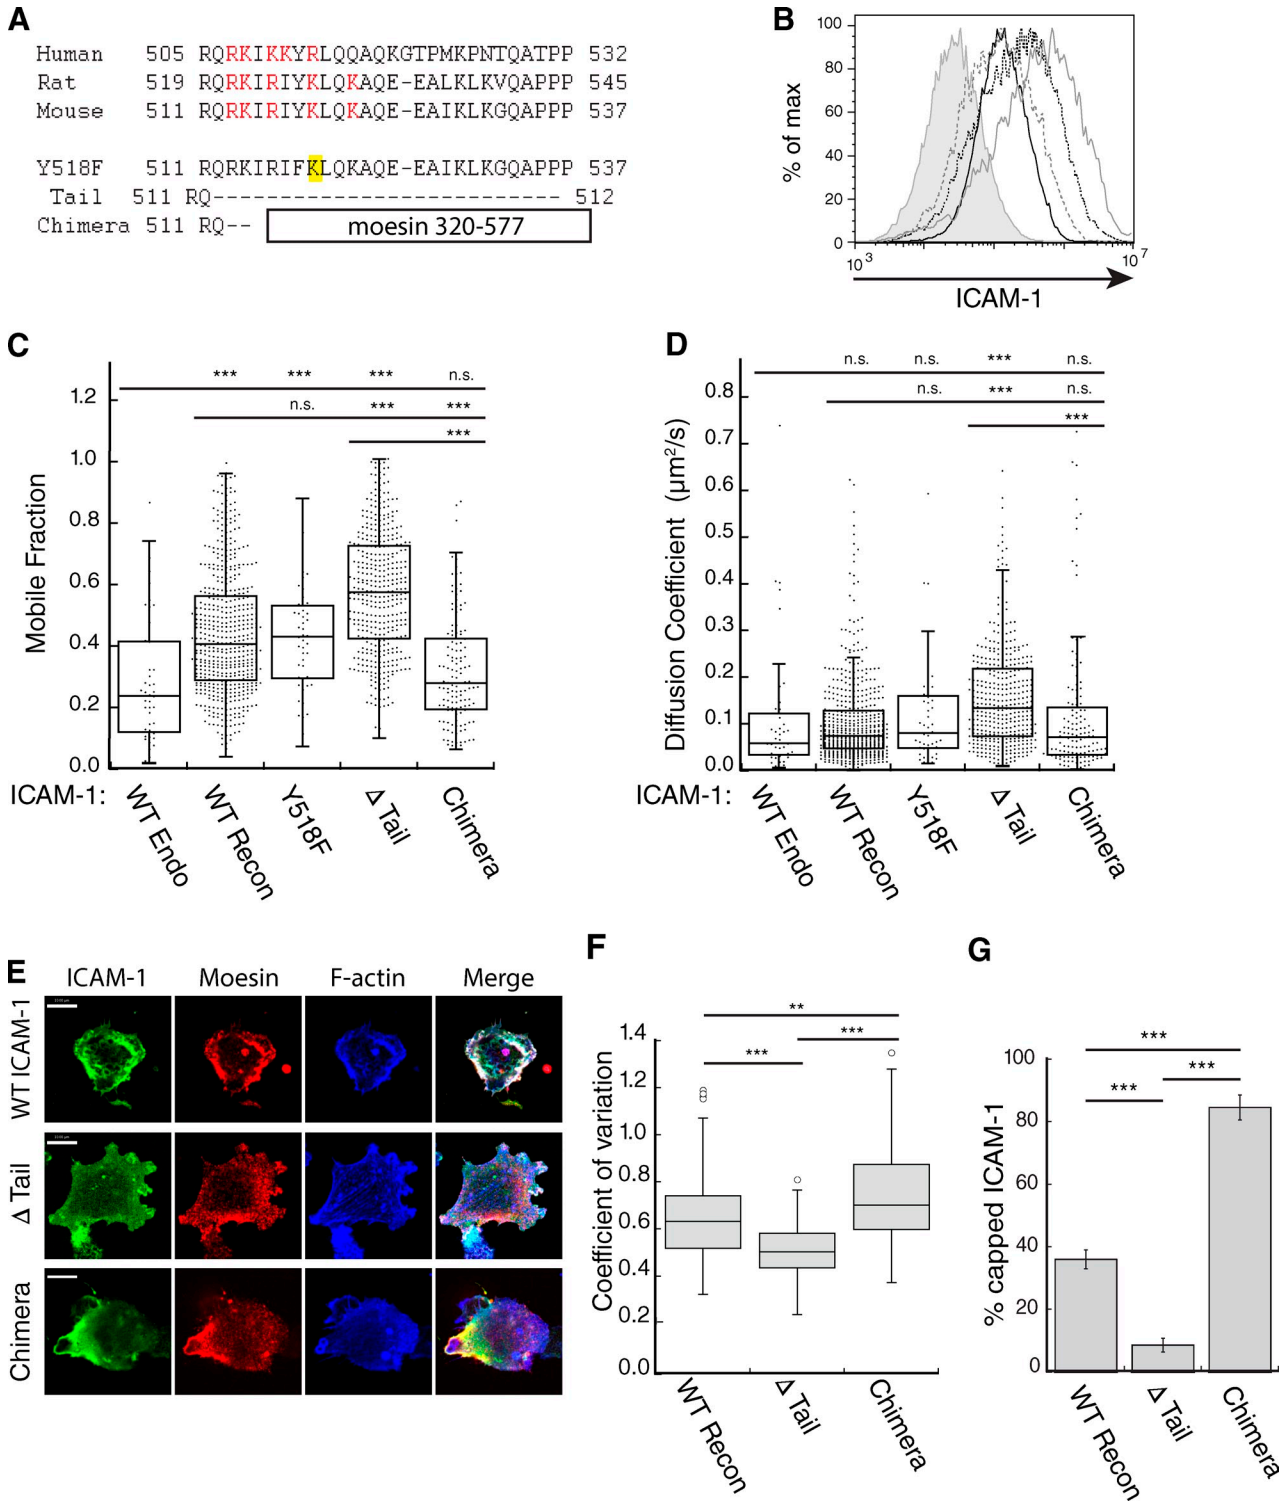 A
Human 505 RQRKIKKYRLQQAQKGTPMKPNTQATPP 532
Rat 519 RQRKIRIYKLQKAQE-EALKLKVQAPPP 545
Mouse 511 RQRKIRIYKLQKAQE-EAIKLKGQAPPP 537
Y518F 511 RQRKIRIFKLQKAQE-EAIKLKGQAPPP 537
Tail 511 RQ-------------------------- 512
Chimera 511 RQ-- moesin 320-577
B
% of max
100
80
60
40
20
0
10^3
10^7
ICAM-1
C
*** *** *** n.s.
n.s. *** ***
***
Mobile Fraction
1.2
1.0
0.8
0.6
0.4
0.2
0.0
ICAM-1: WT Endo WT Recon Y518F Δ Tail Chimera
D
n.s. n.s. *** n.s.
n.s. *** n.s.
***
Diffusion Coefficient (μm²/s)
0.8
0.7
0.6
0.5
0.4
0.3
0.2
0.1
0.0
ICAM-1: WT Endo WT Recon Y518F Δ Tail Chimera
E
ICAM-1 Moesin F-actin Merge
WT ICAM-1
Δ Tail
Chimera
F
**
***
***
Coefficient of variation
1.4
1.2
1.0
0.8
0.6
0.4
0.2
0.0
WT Recon Δ Tail Chimera
G
***
***
***
% capped ICAM-1
100
80
60
40
20
0
WT Recon Δ Tail Chimera